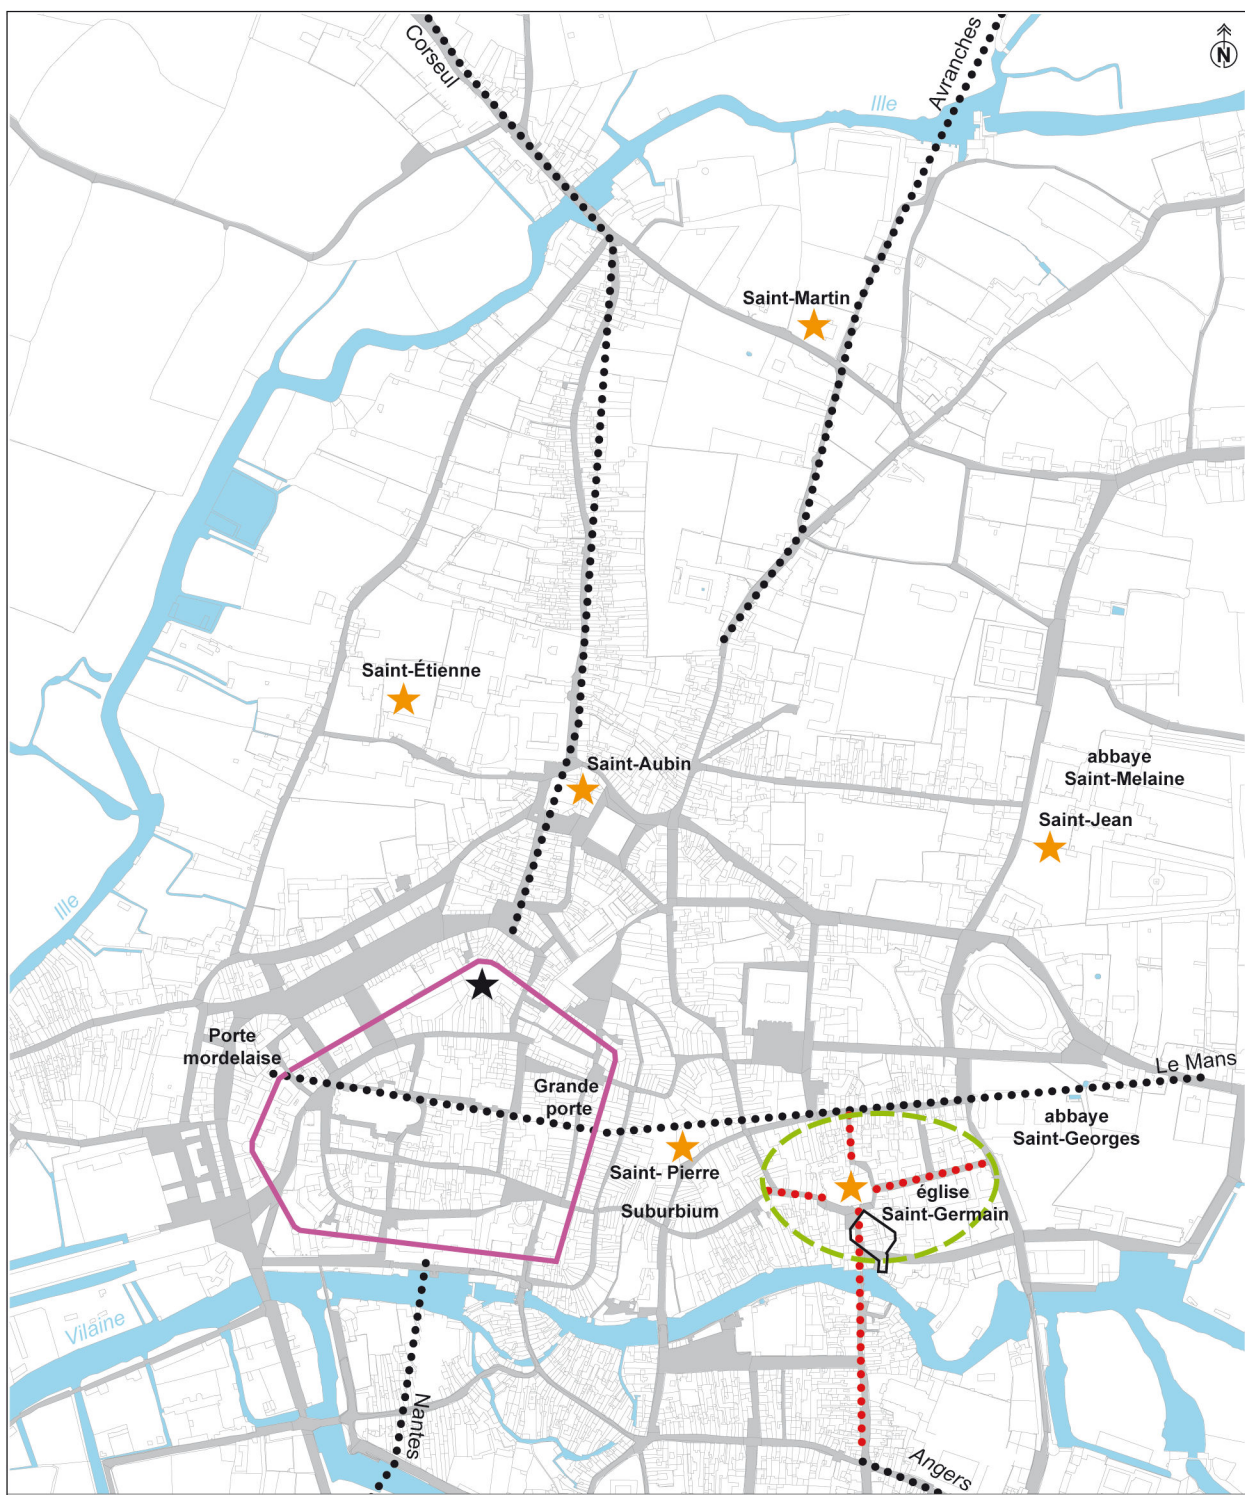 Corseul
Avranches
N
Ille
Saint-Martin
Saint-Étienne
Saint-Aubin
abbaye
Saint-Melaine
Saint-Jean
Ille
Porte
mordelaise
Grande
porte
Le Mans
abbaye
Saint-Georges
Saint- Pierre
Suburbium
église
Saint-Germain
Vilaine
Nantes
Angers